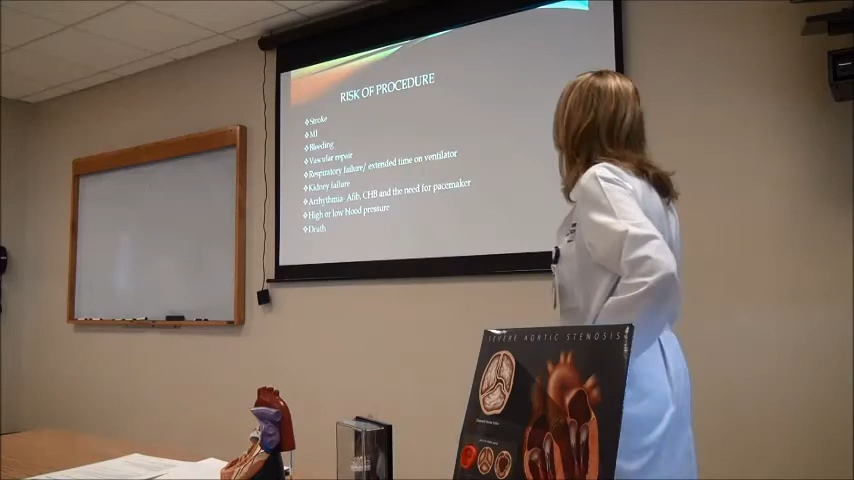 RISK OF PROCEDURE
❖Stroke
❖MI
❖Bleeding
❖Vascular repair
❖Respiratory failure/ extended time on ventilator
❖Kidney failure
❖Arrhythmia- Afib, CHB and the need for pacemaker
❖High or low blood pressure
❖Death
SEVERE AORTIC STENOSIS